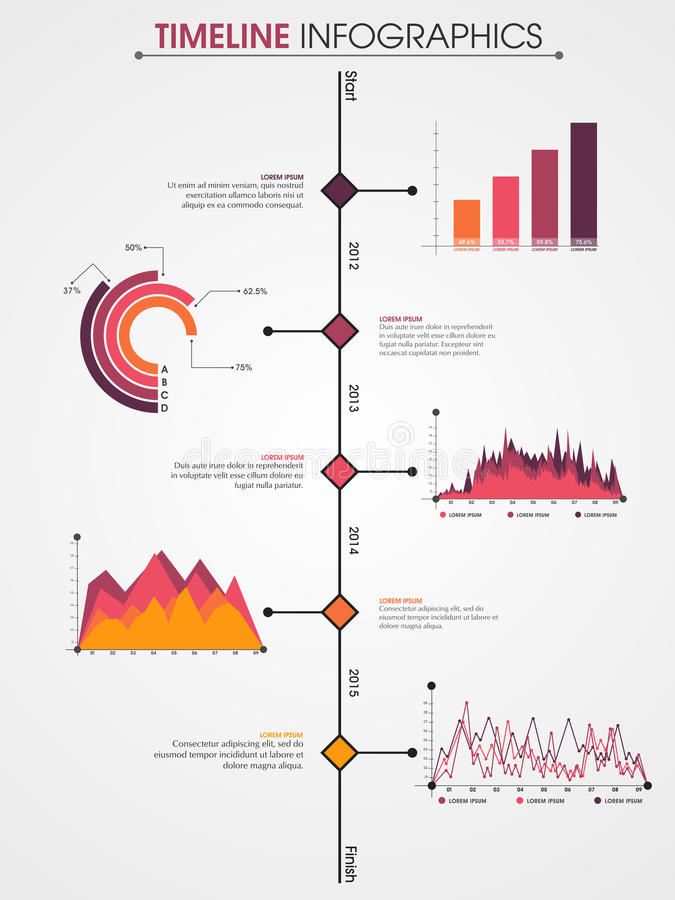 TIMELINE INFOGRAPHICS
Start
LOREM IPSUM
Ut enim ad minim veniam, quis nostrud
exercitation ullamco laboris nisi ut
aliquip ex ea commodo consequat.
49.6%
58.7%
59.8%
75.6%
LOREM IPSUM
LOREM IPSUM
LOREM IPSUM
LOREM IPSUM
2012
50%
37%
62.5%
75%
A
B
C
D
LOREM IPSUM
Duis aute irure dolor in reprehenderit
in voluptate velit esse cillum dolore eu
fugiat nulla pariatur. Excepteur sint
occaecat cupidatat non proident.
2013
LOREM IPSUM
Duis aute irure dolor in reprehenderit
in voluptate velit esse cillum dolore eu
fugiat nulla pariatur.
01 02 03 04 05 06 07 08 09
LOREM IPSUM LOREM IPSUM LOREM IPSUM
dreamstime
2014
01 02 03 04 05 06 07 08 09
LOREM IPSUM
Consectetur adipiscing elit, sed do
eiusmod tempor incididunt ut labore et
dolore magna aliqua.
2015
LOREM IPSUM
Consectetur adipiscing elit, sed do
eiusmod tempor incididunt ut labore et
dolore magna aliqua.
01 02 03 04 05 06 07 08 09
LOREM IPSUM LOREM IPSUM LOREM IPSUM
Finish